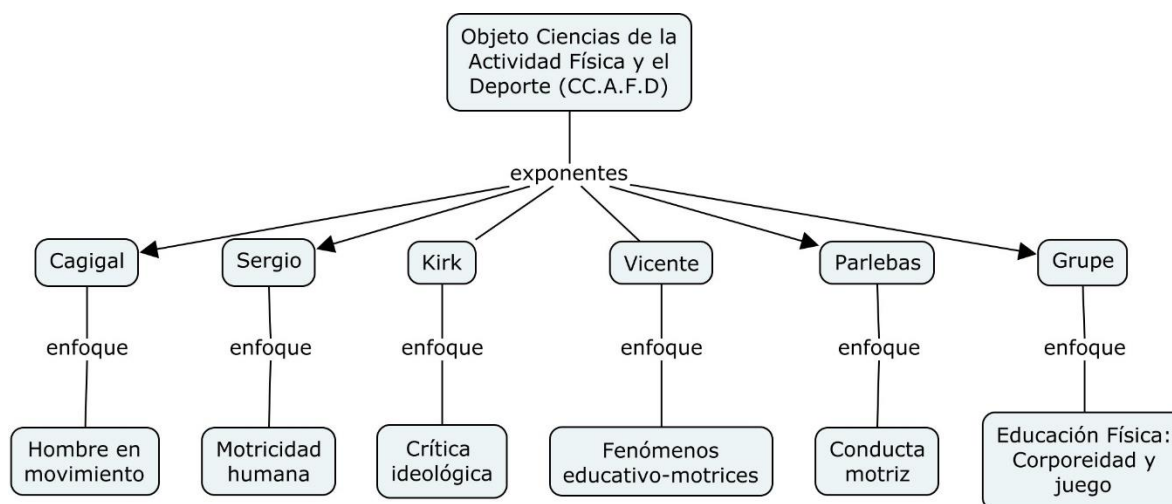 Objeto Ciencias de la
Actividad Física y el
Deporte (CC.A.F.D)
exponentes
Cagigal
Sergio
Kirk
Vicente
Parlebas
Grupe
enfoque
enfoque
enfoque
enfoque
enfoque
enfoque
Hombre en
movimiento
Motricidad
humana
Crítica
ideológica
Fenómenos
educativo-motrices
Conducta
motriz
Educación Física:
Corporeidad y
juego